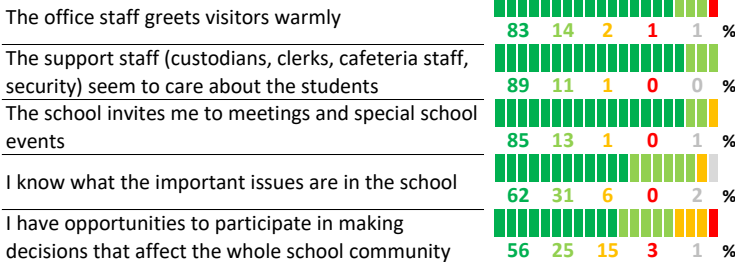 The office staff greets visitors warmly
83 14 2 1 1 %
The support staff (custodians, clerks, cafeteria staff,
security) seem to care about the students
89 11 1 0 0 %
The school invites me to meetings and special school
events
85 13 1 0 1 %
I know what the important issues are in the school
62 31 6 0 2 %
I have opportunities to participate in making
decisions that affect the whole school community
56 25 15 3 1 %